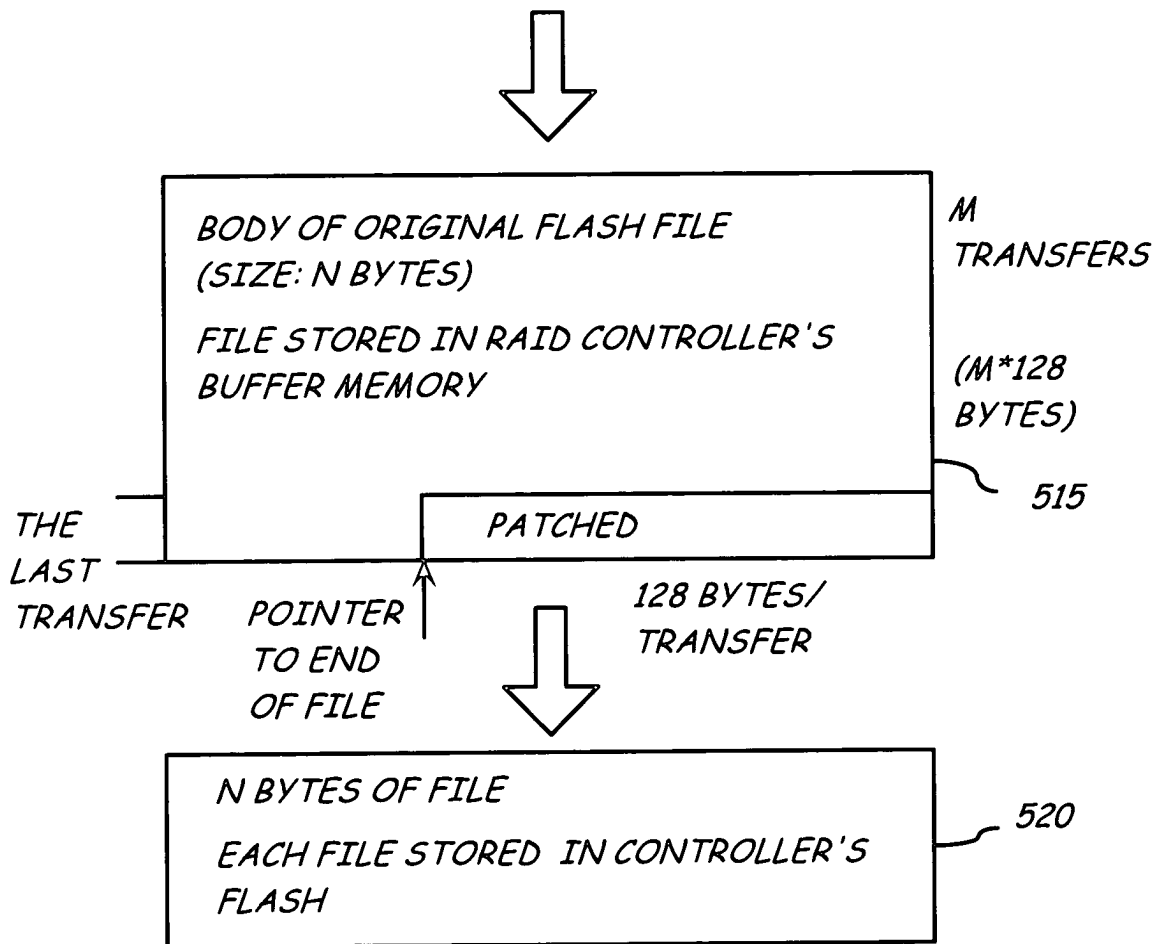 BODY OF ORIGINAL FLASH FILE
(SIZE: N BYTES)
FILE STORED IN RAID CONTROLLER'S
BUFFER MEMORY
M
TRANSFERS
(M*128
BYTES)
515
THE
LAST
TRANSFER
PATCHED
POINTER
TO END
OF FILE
128 BYTES/
TRANSFER
N BYTES OF FILE
EACH FILE STORED IN CONTROLLER'S
FLASH
520